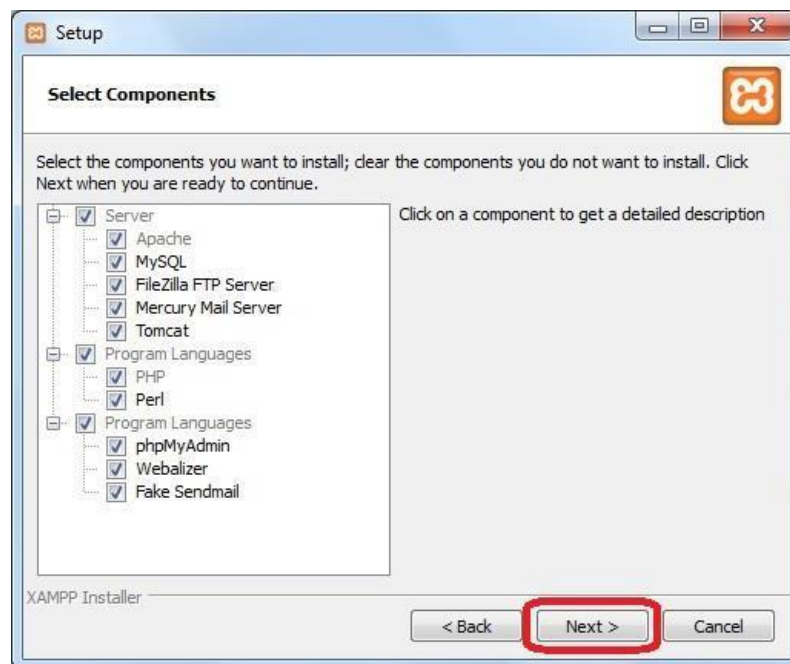 Setup
Select Components
Select the components you want to install; clear the components you do not want to install. Click
Next when you are ready to continue.
Server
Apache
MySQL
FileZilla FTP Server
Mercury Mail Server
Tomcat
Program Languages
PHP
Perl
Program Languages
phpMyAdmin
Webalizer
Fake Sendmail
Click on a component to get a detailed description
XAMPP Installer
< Back
Next >
Cancel